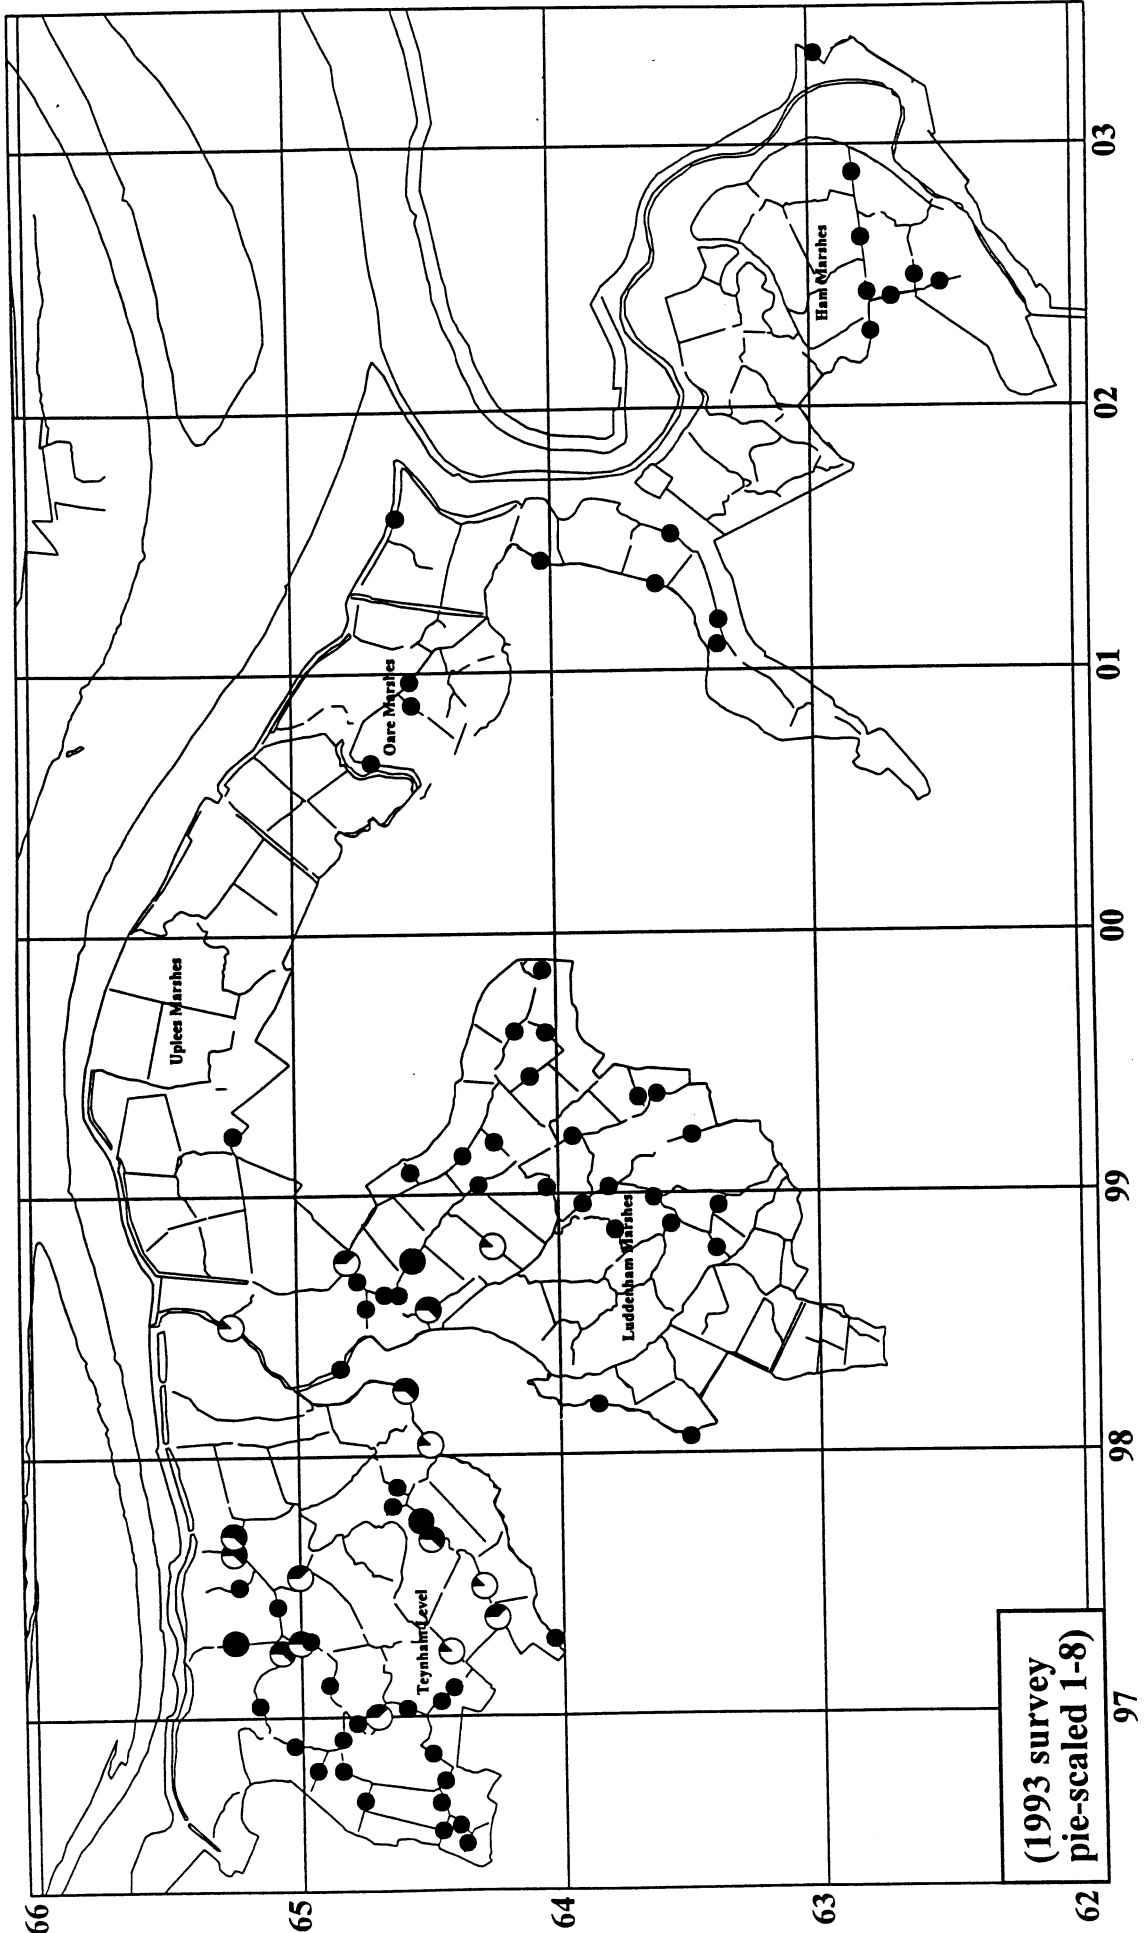 66
65
64
63
62
97
98
99
00
01
02
03
Teynham Level
Luddenham Marshes
Uplees Marshes
Oare Marshes
Ham Marshes
(1993 survey
pie-scaled 1-8)